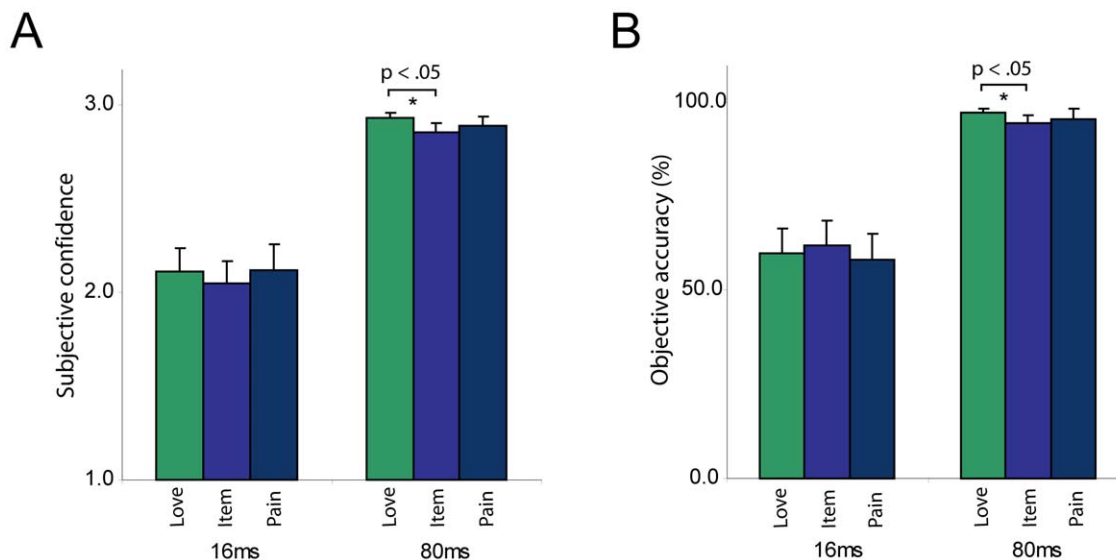 A
Subjective confidence
3.0
2.0
1.0
p < .05
*
Love Item Pain Love Item Pain
16ms 80ms
B
Objective accuracy (%)
100.0
50.0
0.0
p < .05
*
Love Item Pain Love Item Pain
16ms 80ms